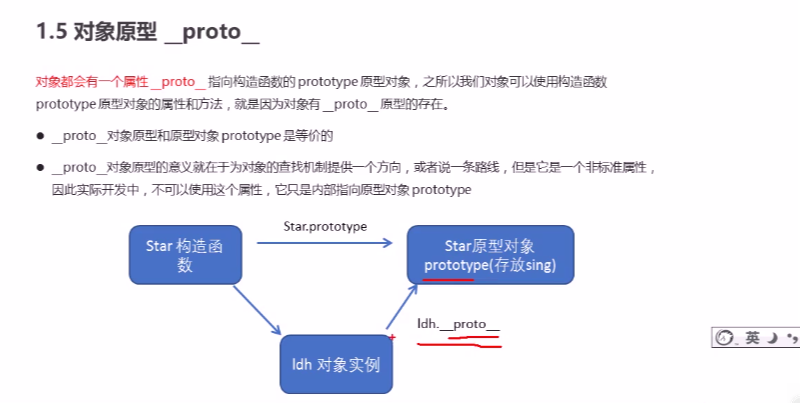 1.5 对象原型 __proto__
对象都会有一个属性 __proto__ 指向构造函数的 prototype 原型对象，之所以我们对象可以使用构造函数
prototype 原型对象的属性和方法，就是因为对象有 __proto__ 原型的存在。
● __proto__对象原型和原型对象 prototype 是等价的
● __proto__对象原型的意义就在于为对象的查找机制提供一个方向，或者说一条路线，但是它是一个非标准属性，
因此实际开发中，不可以使用这个属性，它只是内部指向原型对象 prototype
Star.prototype
Star 构造函
数
Star原型对象
prototype(存放sing)
ldh.__proto__
ldh 对象实例
英